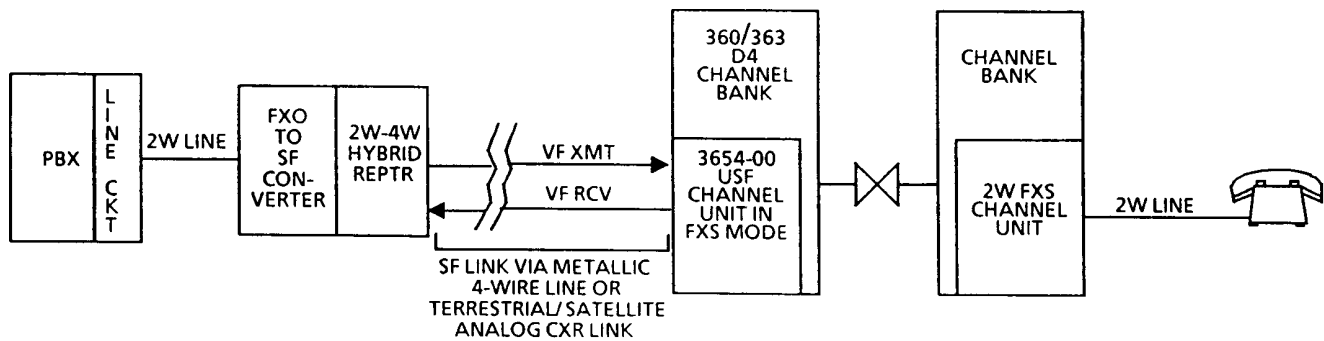 PBX
L
I
N
E
C
K
T
2W LINE
FXO
TO
SF
CON-
VERTER
2W-4W
HYBRID
REPTR
VF XMT
VF RCV
SF LINK VIA METALLIC
4-WIRE LINE OR
TERRESTRIAL/SATELLITE
ANALOG CXR LINK
360/363
D4
CHANNEL
BANK
3654-00
USF
CHANNEL
UNIT IN
FXS MODE
CHANNEL
BANK
2W FXS
CHANNEL
UNIT
2W LINE